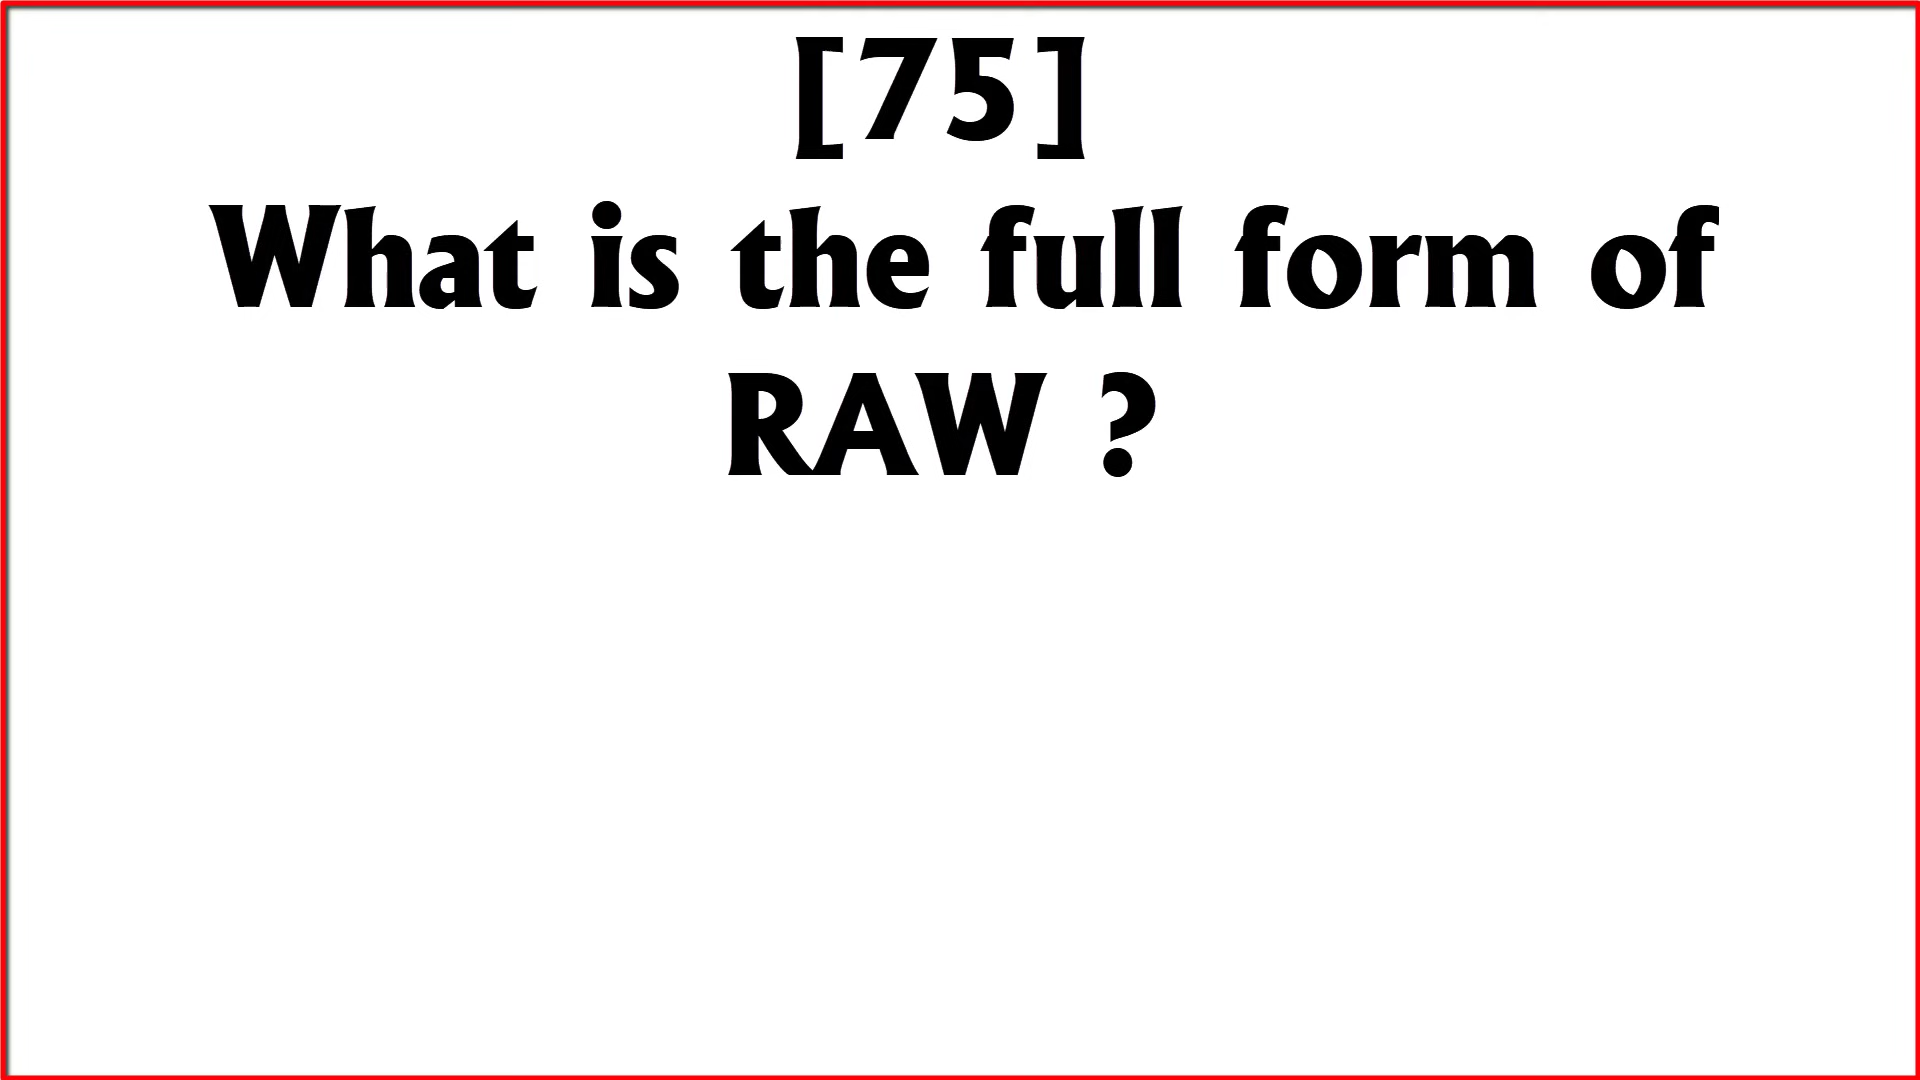 [75]
What is the full form of
RAW ?